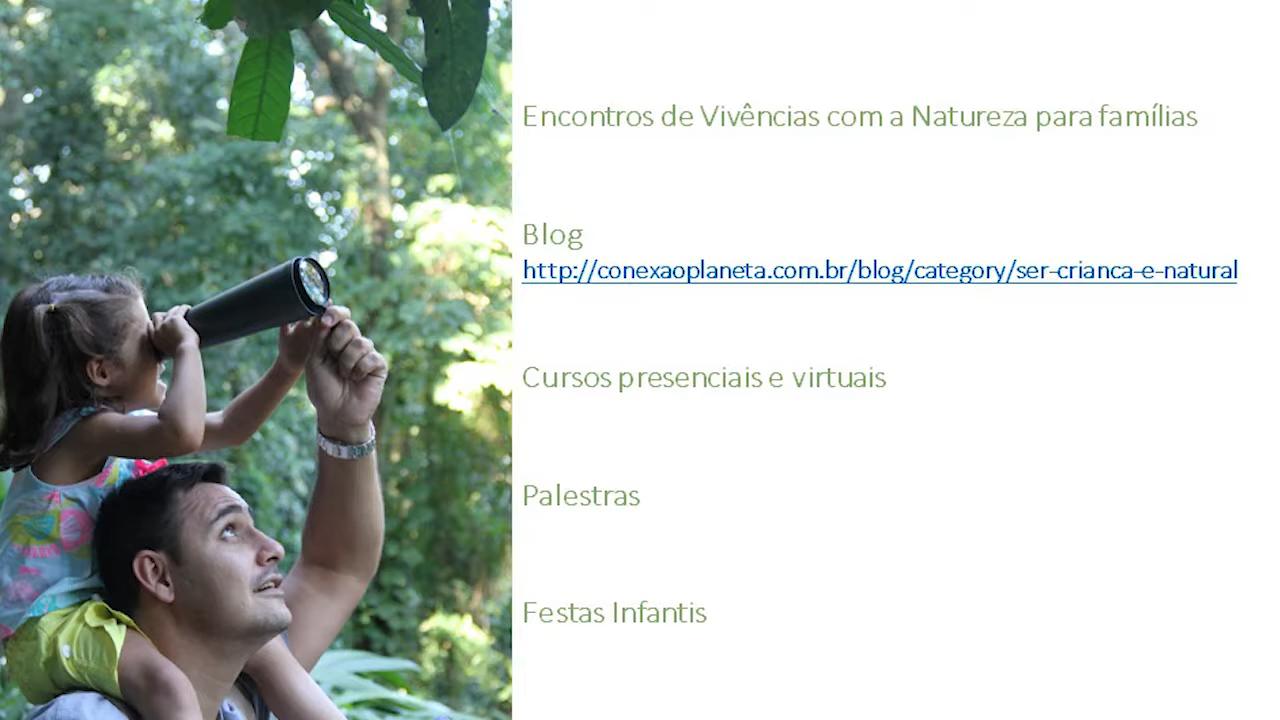 Encontros de Vivências com a Natureza para famílias
Blog
http://conexaoplaneta.com.br/blog/category/ser-crianca-e-natural
Cursos presenciais e virtuais
Palestras
Festas Infantis